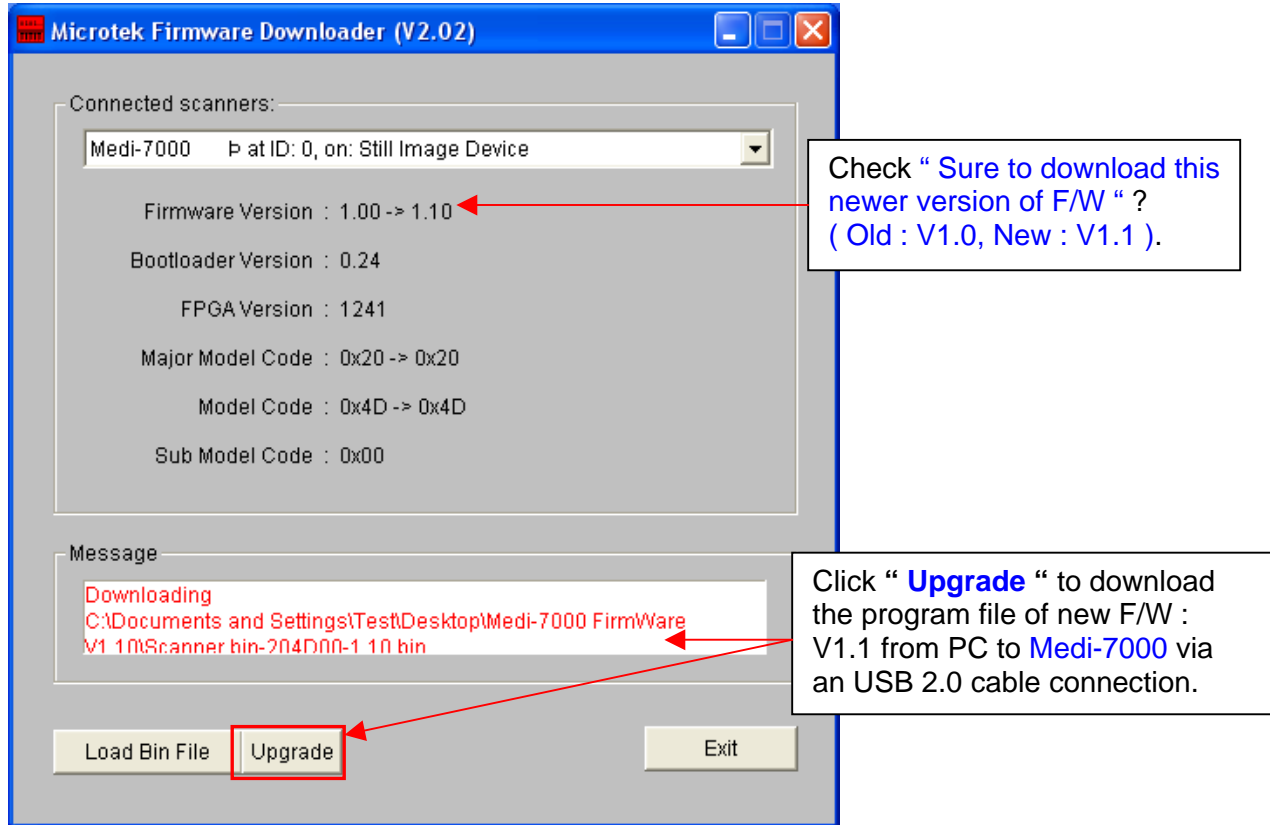 Microtek Firmware Downloader (V2.02)
Connected scanners:
Medi-7000 Þ at ID: 0, on: Still Image Device
Firmware Version : 1.00 -> 1.10
Bootloader Version : 0.24
FPGA Version : 1241
Major Model Code : 0x20 -> 0x20
Model Code : 0x4D -> 0x4D
Sub Model Code : 0x00
Check “ Sure to download this
newer version of F/W “ ?
( Old : V1.0, New : V1.1 ).
Message
Downloading
C:\Documents and Settings\Test\Desktop\Medi-7000 FirmWare
V1.10\Scanner bin-204D00-1.10.bin
Click “ Upgrade “ to download
the program file of new F/W :
V1.1 from PC to Medi-7000 via
an USB 2.0 cable connection.
Load Bin File
Upgrade
Exit